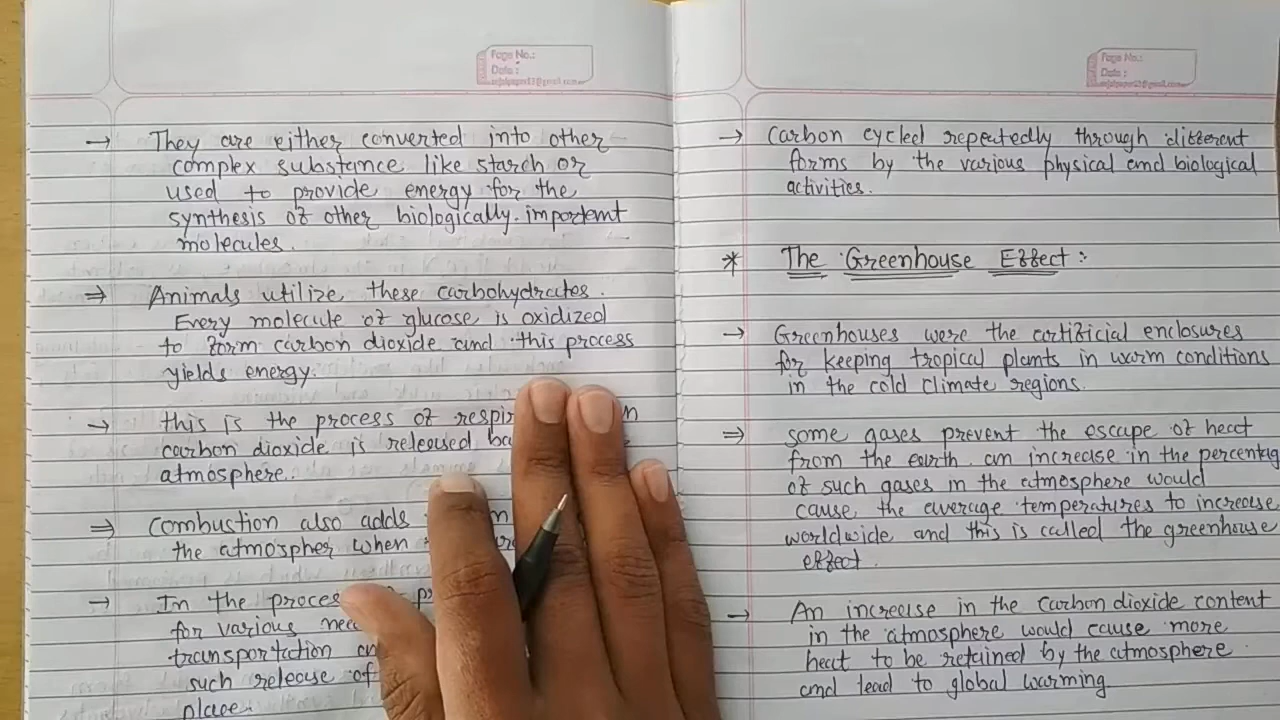 Page No.:
Date :
→ They are either converted into other
complex substance like starch or
used to provide energy for the
synthesis of other biologically important
molecules.
⇒ Animals utilize these carbohydrates.
Every molecule of glucose is oxidized
to form carbon dioxide and this process
yields energy.
→ this is the process of
carbon dioxide is released
atmosphere.
⇒ Combustion also adds
the atmospher when
→ In the process
for various
transportation
such release of
place.
Page No.:
Date :
→ Carbon cycled repeatedly through different
forms by the various physical and biological
activities.
* The Greenhouse Effect :
→ Greenhouses were the artificial enclosures
for keeping tropical plants in warm conditions
in the cold climate regions.
⇒ some gases prevent the escape of heat
from the earth. an increase in the percentig
of such gases in the atmosphere would
cause the average temperatures to increase
worldwide and this is called the greenhouse
effect.
→ An increase in the Carbon dioxide content
in the atmosphere would cause more
heat to be retained by the atmosphere.
and lead to global warming